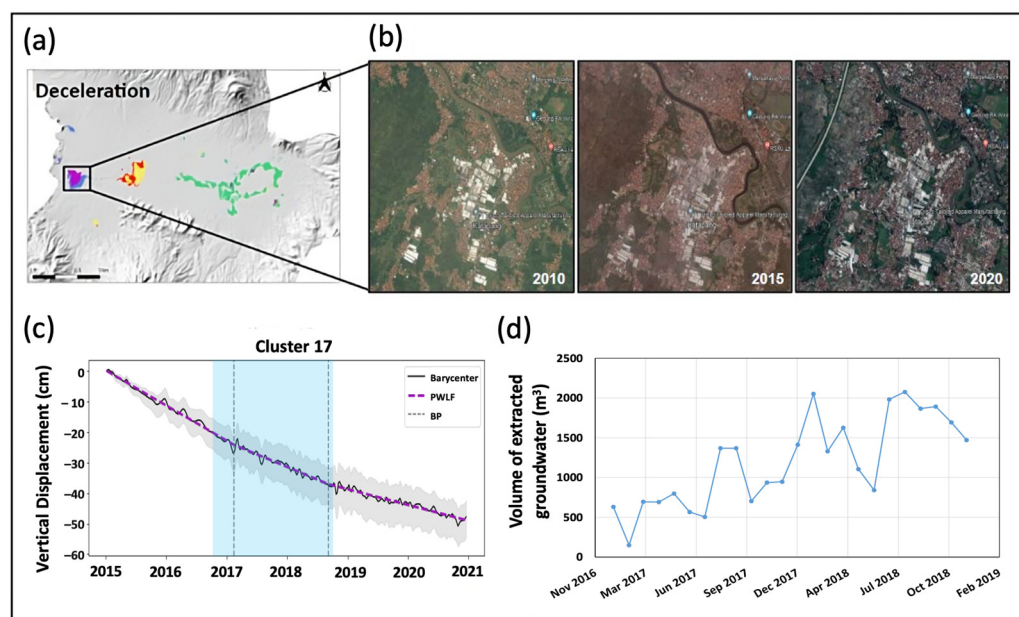 (a)
Deceleration
(b)
2010
2015
2020
(c)
Cluster 17
Vertical Displacement (cm)
0
−10
−20
−30
−40
−50
−60
2015
2016
2017
2018
2019
2020
2021
Barycenter
PWLF
BP
(d)
Volume of extracted
groundwater (m³)
2500
2000
1500
1000
500
0
Nov 2016
Mar 2017
Jun 2017
Sep 2017
Dec 2017
Apr 2018
Jul 2018
Oct 2018
Feb 2019